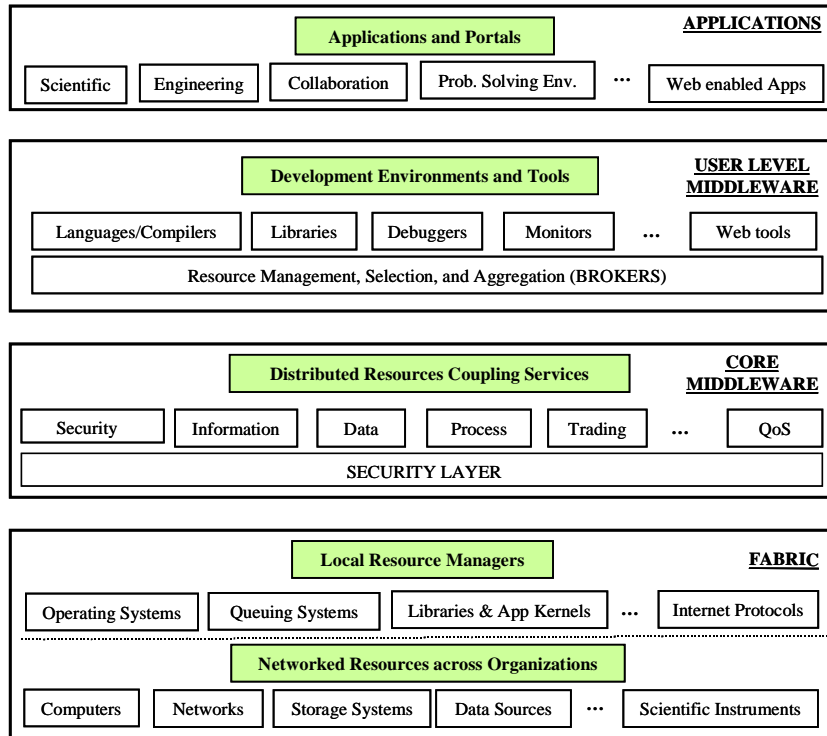 APPLICATIONS
Applications and Portals
Scientific
Engineering
Collaboration
Prob. Solving Env.
...
Web enabled Apps
USER LEVEL
MIDDLEWARE
Development Environments and Tools
Languages/Compilers
Libraries
Debuggers
Monitors
...
Web tools
Resource Management, Selection, and Aggregation (BROKERS)
CORE
MIDDLEWARE
Distributed Resources Coupling Services
Security
Information
Data
Process
Trading
...
QoS
SECURITY LAYER
FABRIC
Local Resource Managers
Operating Systems
Queuing Systems
Libraries & App Kernels
...
Internet Protocols
Networked Resources across Organizations
Computers
Networks
Storage Systems
Data Sources
...
Scientific Instruments